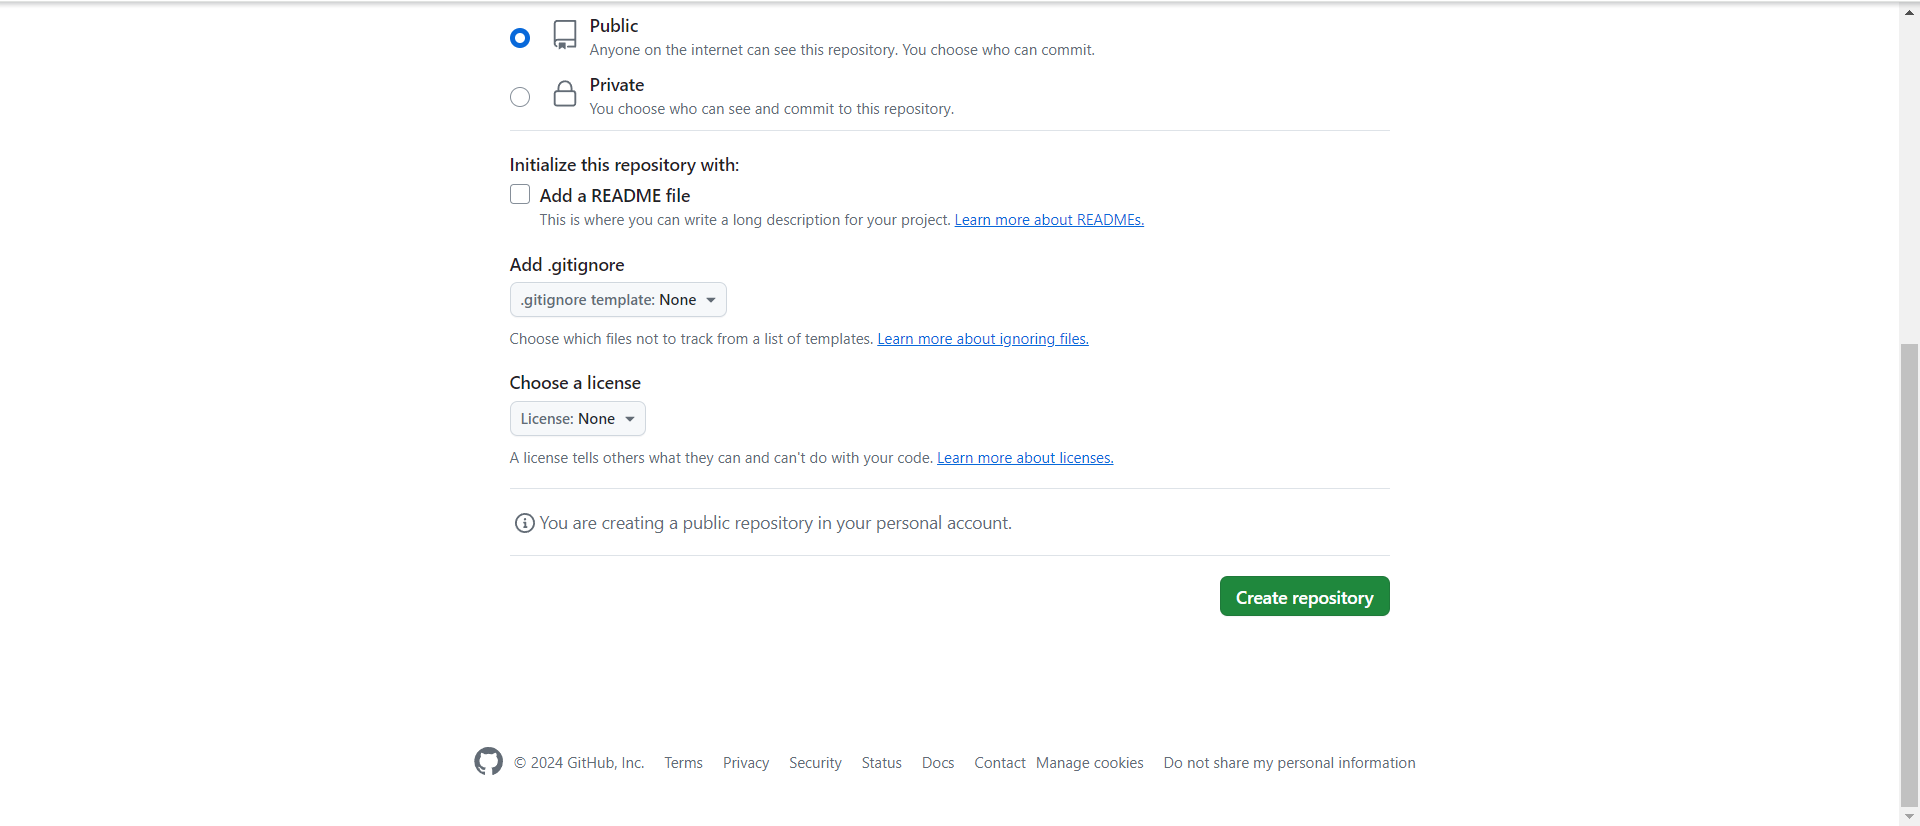 Public
Anyone on the internet can see this repository. You choose who can commit.
Private
You choose who can see and commit to this repository.
Initialize this repository with:
Add a README file
This is where you can write a long description for your project. Learn more about READMEs.
Add .gitignore
.gitignore template: None
Choose which files not to track from a list of templates. Learn more about ignoring files.
Choose a license
License: None
A license tells others what they can and can't do with your code. Learn more about licenses.
You are creating a public repository in your personal account.
Create repository
© 2024 GitHub, Inc. Terms Privacy Security Status Docs Contact Manage cookies Do not share my personal information